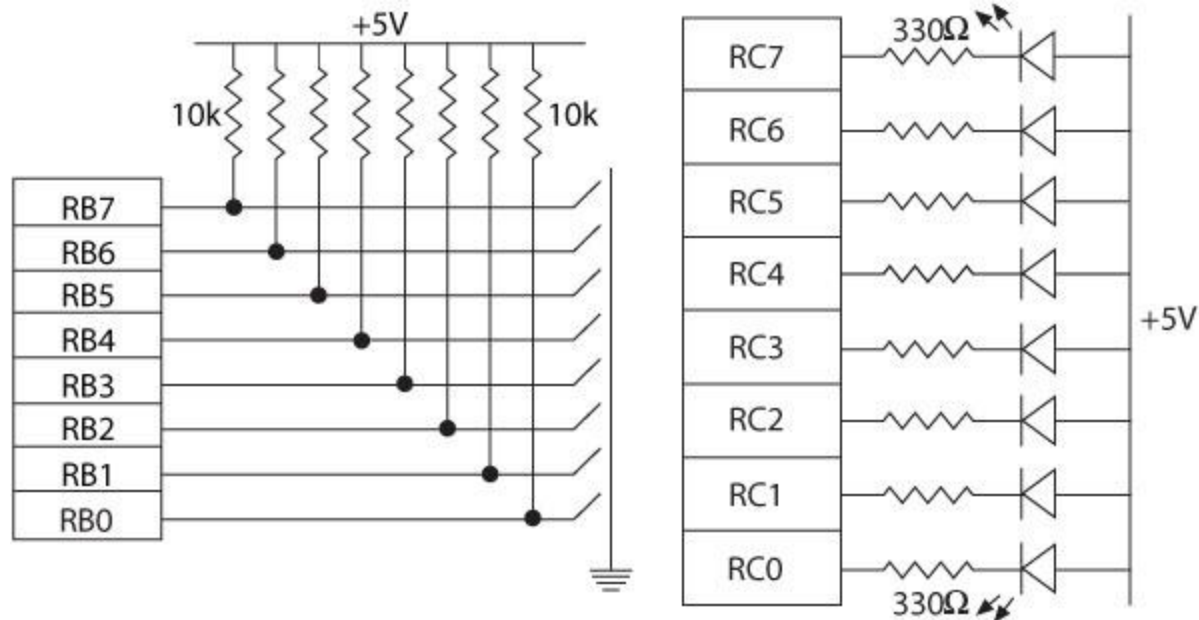 +5V
10k
10k
RB7
RB6
RB5
RB4
RB3
RB2
RB1
RB0
330Ω
RC7
RC6
RC5
RC4
RC3
RC2
RC1
RC0
+5V
330Ω